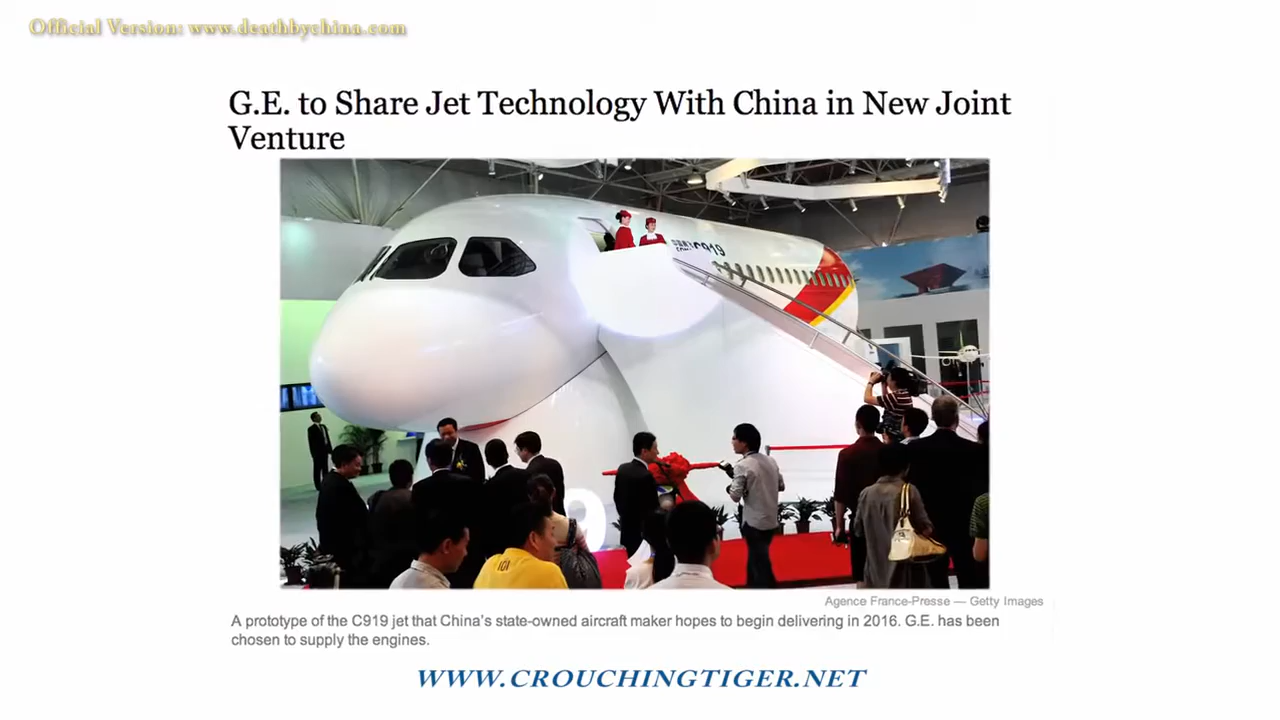 Official Version: www.deathbychina.com
G.E. to Share Jet Technology With China in New Joint
Venture
C919
Agence France-Presse — Getty Images
A prototype of the C919 jet that China's state-owned aircraft maker hopes to begin delivering in 2016. G.E. has been
chosen to supply the engines.
WWW.CROUCHINGTIGER.NET